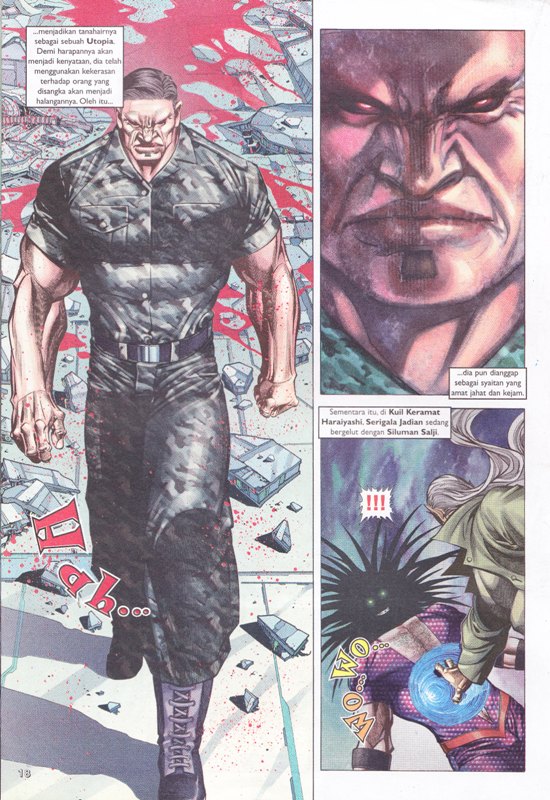 ...menjadikan tanahairnya
sebagai sebuah Utopia.
Demi harapannya akan
menjadi kenyataan, dia telah
menggunakan kekerasan
terhadap orang yang
disangka akan menjadi
halangannya. Oleh itu...
...dia pun dianggap
sebagai syaitan yang
amat jahat dan kejam.
Sementara itu, di Kuil Keramat
Haraiyashi. Serigala Jadian sedang
bergelut dengan Siluman Salji.
!!!
WO...WO...
18